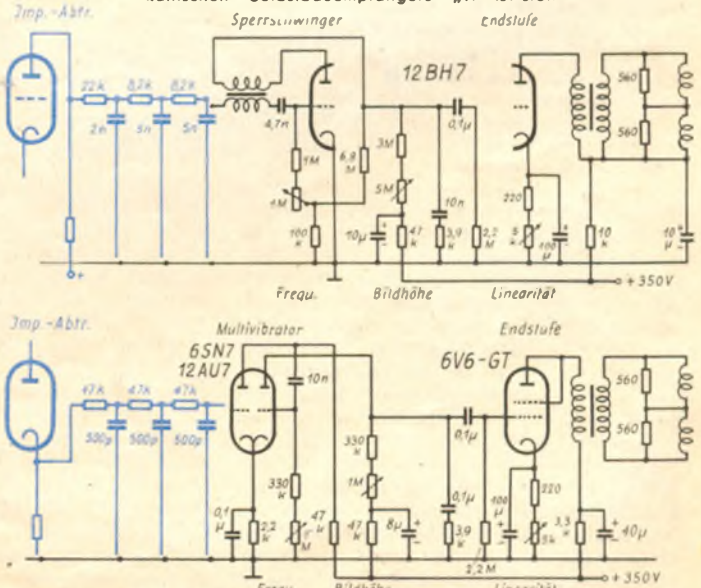 Imp.-Abtr.
Sperrschwinger
Endstufe
12BH7
22k
8,2k
8,2k
2n
5n
5n
4,7n
1M
1M
100k
6,8M
3M
5M
10µ
47k
10n
3,9k
0,1µ
2,2M
220
5k
100µ
560
560
10k
10µ
+
+350V
Frequ.
Bildhöhe
Linearität
Imp.-Abtr.
Multivibrator
6SN7
12AU7
Endstufe
6V6-GT
47k
47k
47k
500p
500p
500p
0,1µ
2,2k
10n
330k
1M
47k
330k
1M
47k
8µ
0,1µ
3,9k
0,1µ
2,2M
100µ
220
5k
3,3k
40µ
560
560
+350V
Frequ.
Bildhöhe
Linearität